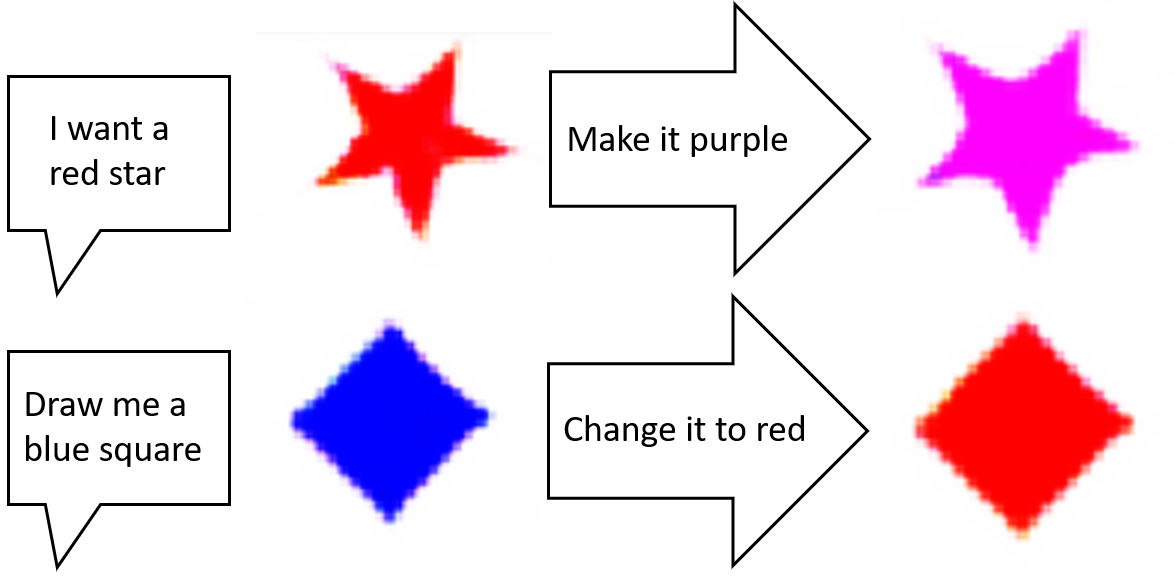 I want a
red star
Make it purple
Draw me a
blue square
Change it to red